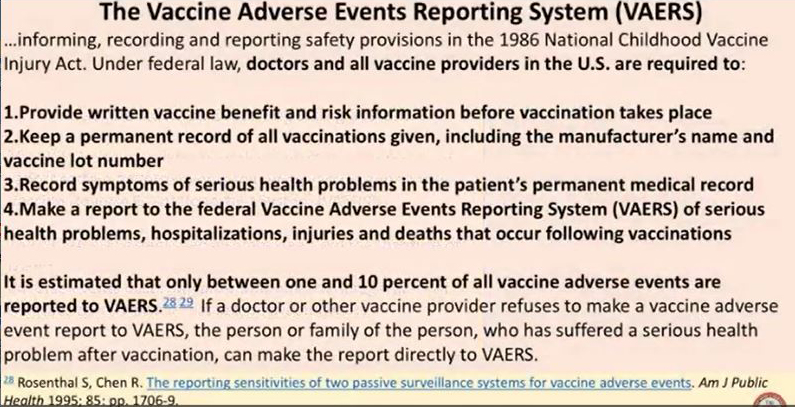 The Vaccine Adverse Events Reporting System (VAERS)
...informing, recording and reporting safety provisions in the 1986 National Childhood Vaccine
Injury Act. Under federal law, doctors and all vaccine providers in the U.S. are required to:
1.Provide written vaccine benefit and risk information before vaccination takes place
2.Keep a permanent record of all vaccinations given, including the manufacturer's name and
vaccine lot number
3.Record symptoms of serious health problems in the patient's permanent medical record
4.Make a report to the federal Vaccine Adverse Events Reporting System (VAERS) of serious
health problems, hospitalizations, injuries and deaths that occur following vaccinations
It is estimated that only between one and 10 percent of all vaccine adverse events are
reported to VAERS.28 29 If a doctor or other vaccine provider refuses to make a vaccine adverse
event report to VAERS, the person or family of the person, who has suffered a serious health
problem after vaccination, can make the report directly to VAERS.
28 Rosenthal S, Chen R. The reporting sensitivities of two passive surveillance systems for vaccine adverse events. Am J Public
Health 1995; 85: pp. 1706-9.